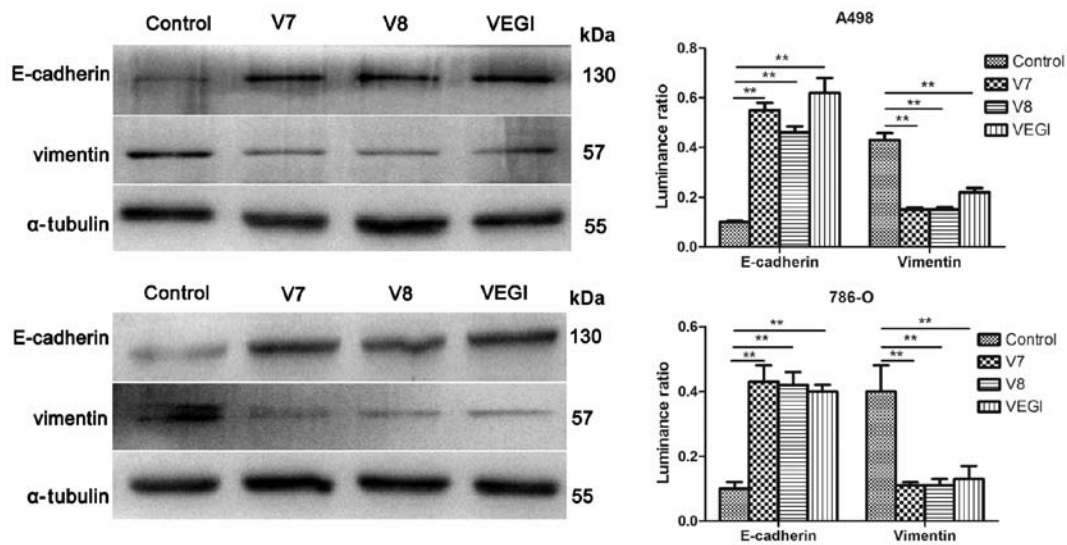 Control V7 V8 VEGI kDa
E-cadherin 130
vimentin 57
α-tubulin 55
A498
Luminance ratio
0.8
0.6
0.4
0.2
0.0
** ** ** ** ** **
E-cadherin Vimentin
Control
V7
V8
VEGI
Control V7 V8 VEGI kDa
E-cadherin 130
vimentin 57
α-tubulin 55
786-O
Luminance ratio
0.6
0.4
0.2
0.0
** ** ** ** ** **
E-cadherin Vimentin
Control
V7
V8
VEGI